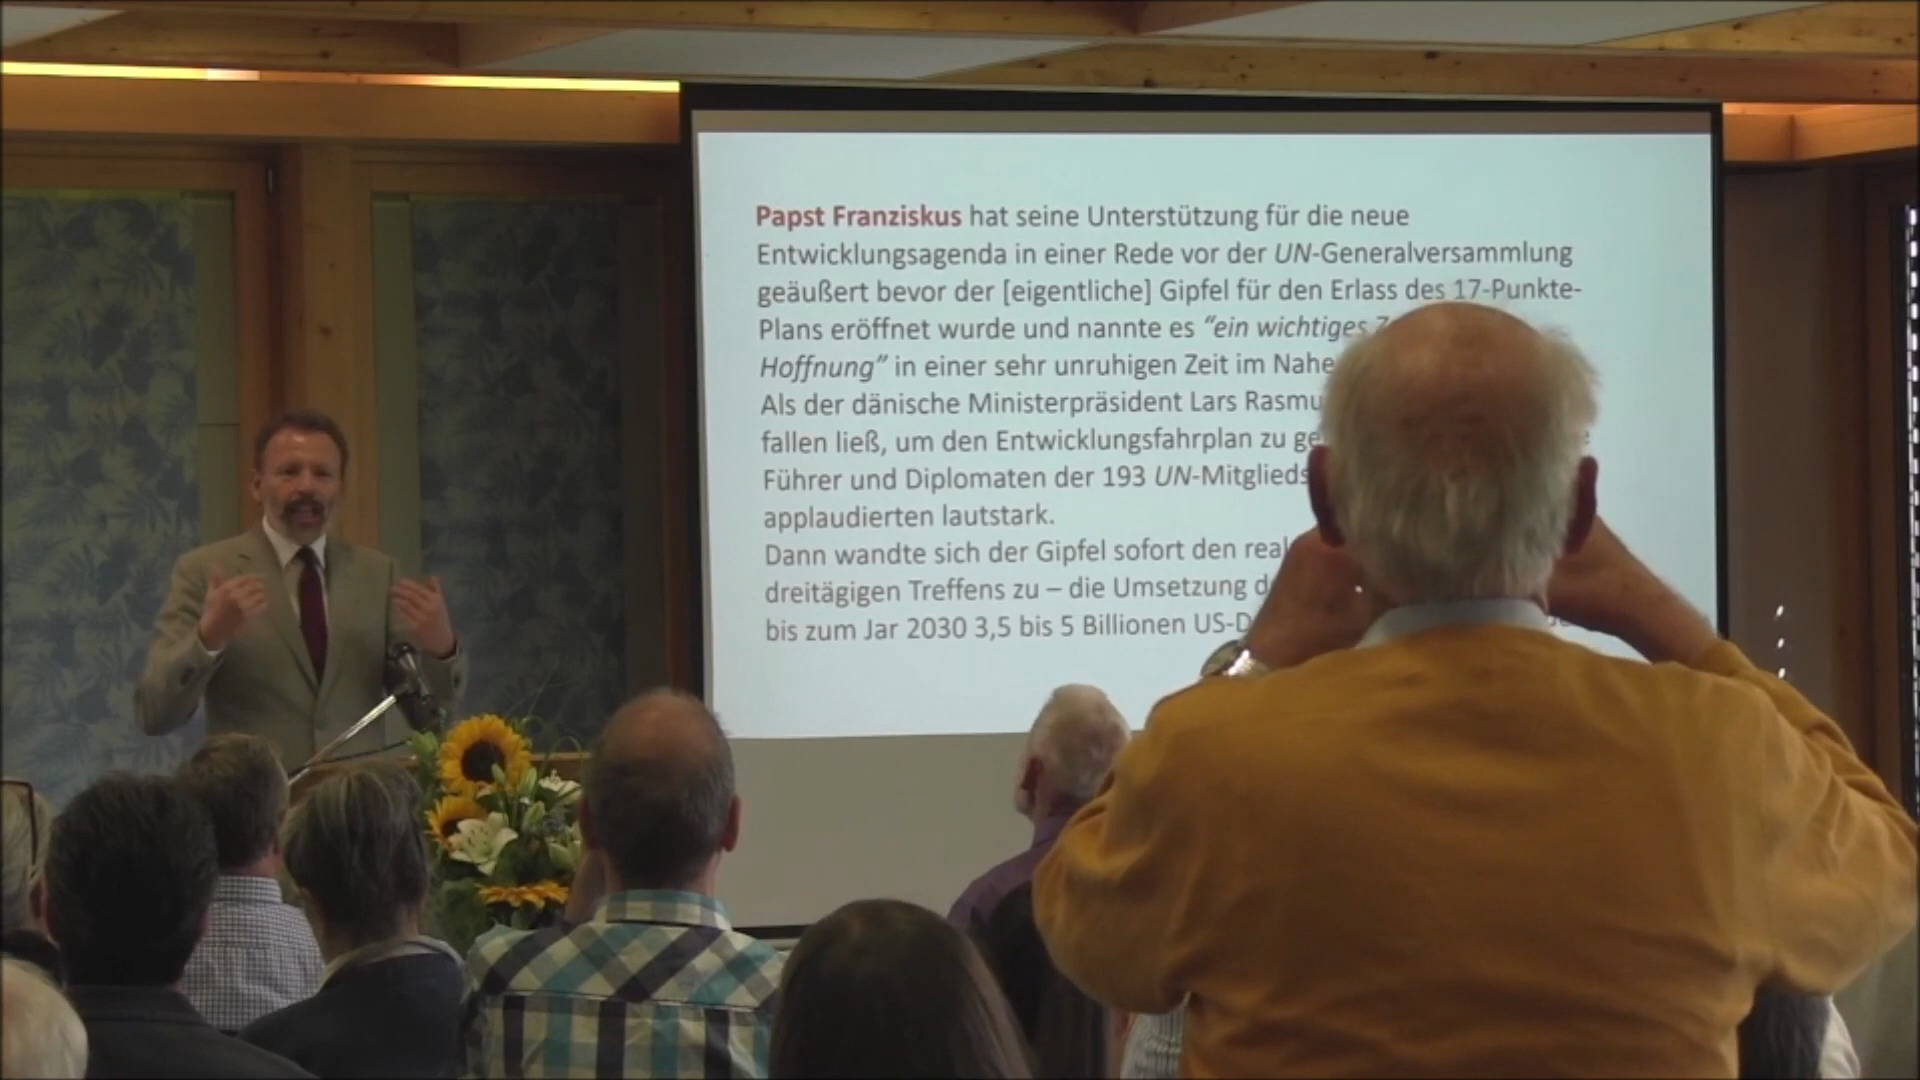 Papst Franziskus hat seine Unterstützung für die neue
Entwicklungsagenda in einer Rede vor der UN-Generalversammlung
geäußert bevor der [eigentliche] Gipfel für den Erlass des 17-Punkte-
Plans eröffnet wurde und nannte es “ein wichtiges
Hoffnung” in einer sehr unruhigen Zeit im
Als der dänische Ministerpräsident Lars
fallen ließ, um den Entwicklungsfahrplan zu
Führer und Diplomaten der 193
applaudierten lautstark.
Dann wandte sich der Gipfel sofort den
dreitägigen Treffens zu – die Umsetzung
bis zum Jar 2030 3,5 bis 5 Billionen